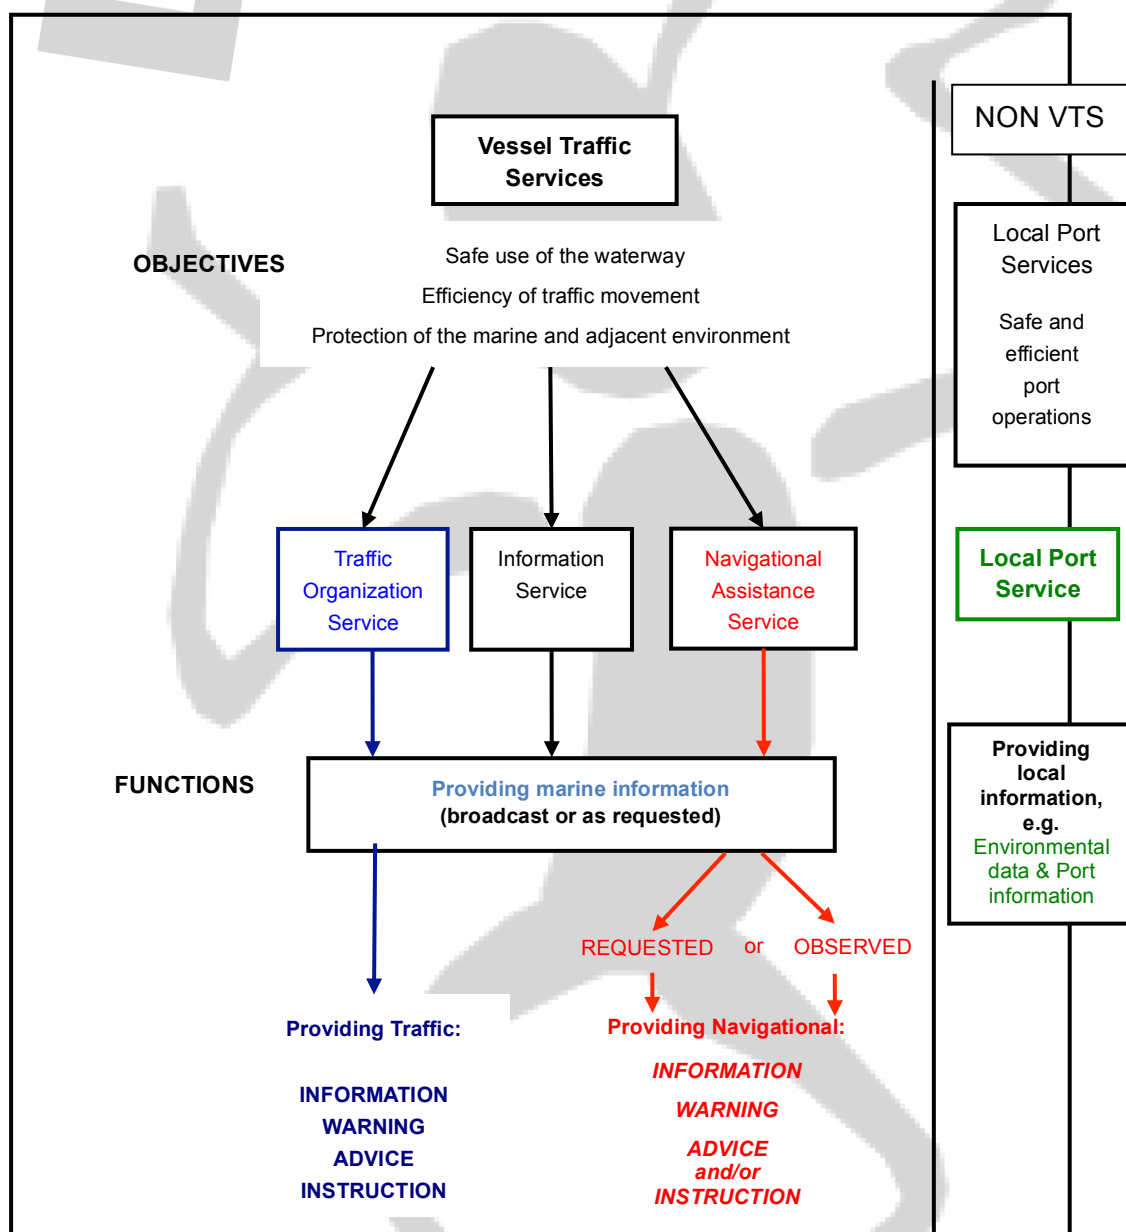 Vessel Traffic
Services
OBJECTIVES
Safe use of the waterway
Efficiency of traffic movement
Protection of the marine and adjacent environment
Traffic
Organization
Service
Information
Service
Navigational
Assistance
Service
FUNCTIONS
Providing marine information
(broadcast or as requested)
REQUESTED or OBSERVED
Providing Traffic:
INFORMATION
WARNING
ADVICE
INSTRUCTION
Providing Navigational:
INFORMATION
WARNING
ADVICE
and/or
INSTRUCTION
NON VTS
Local Port
Services
Safe and
efficient
port
operations
Local Port
Service
Providing
local
information,
e.g.
Environmental
data & Port
information